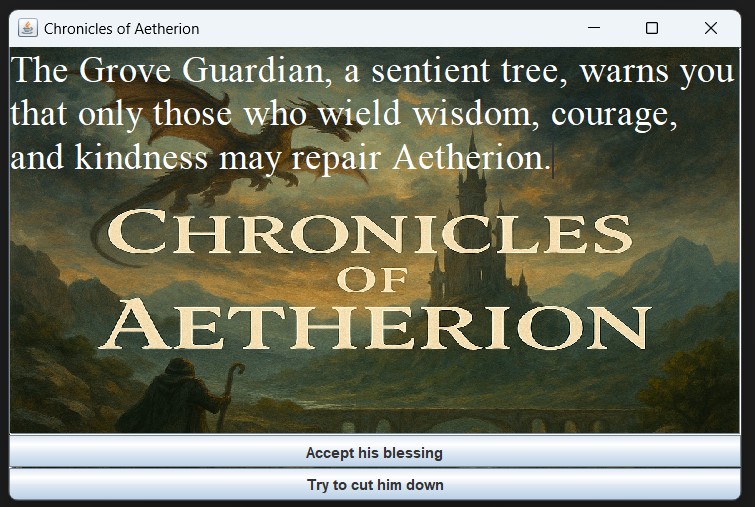 Chronicles of Aetherion
The Grove Guardian, a sentient tree, warns you
that only those who wield wisdom, courage,
and kindness may repair Aetherion.
CHRONICLES
OF
AETHERION
Accept his blessing
Try to cut him down